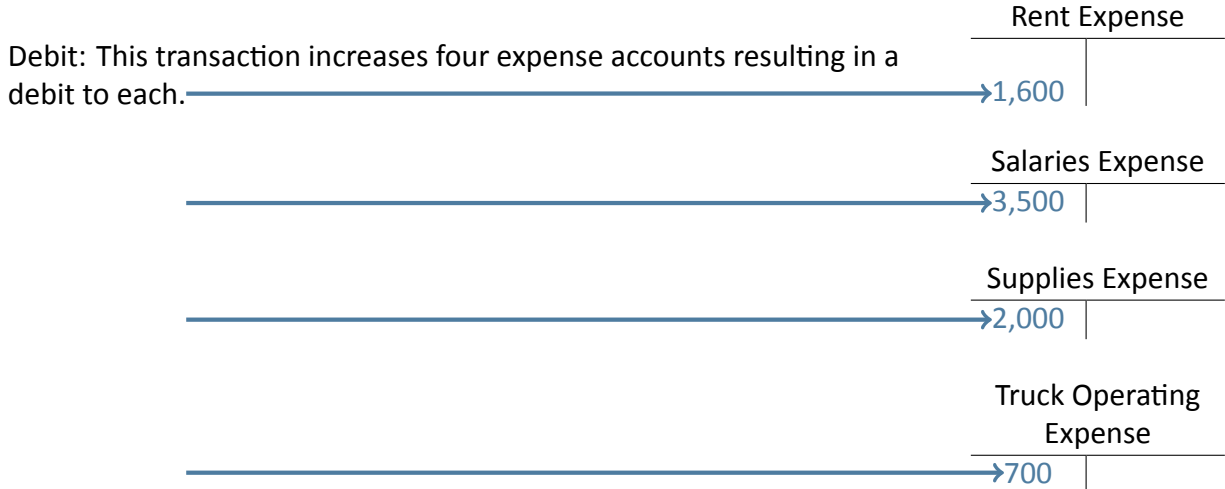 Rent Expense
Debit: This transaction increases four expense accounts resulting in a
debit to each.
1,600
Salaries Expense
3,500
Supplies Expense
2,000
Truck Operating
Expense
700